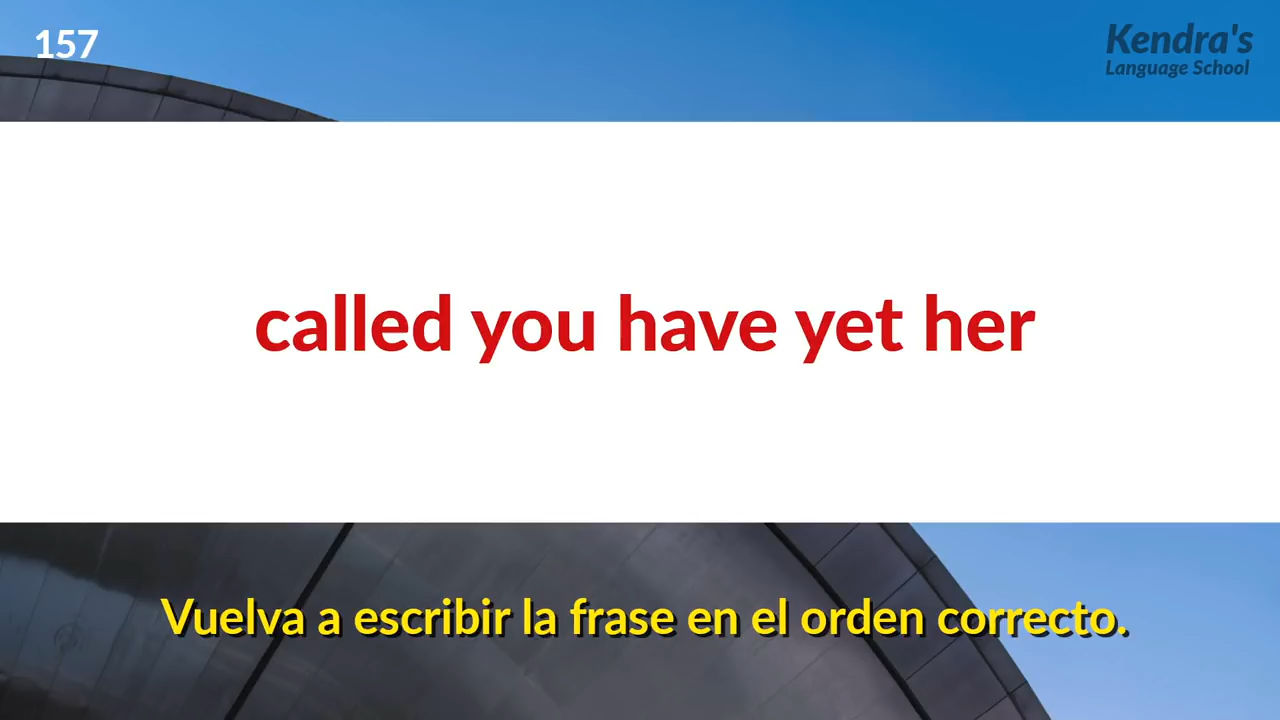 157
Kendra's
Language School
called you have yet her
Vuelva a escribir la frase en el orden correcto.